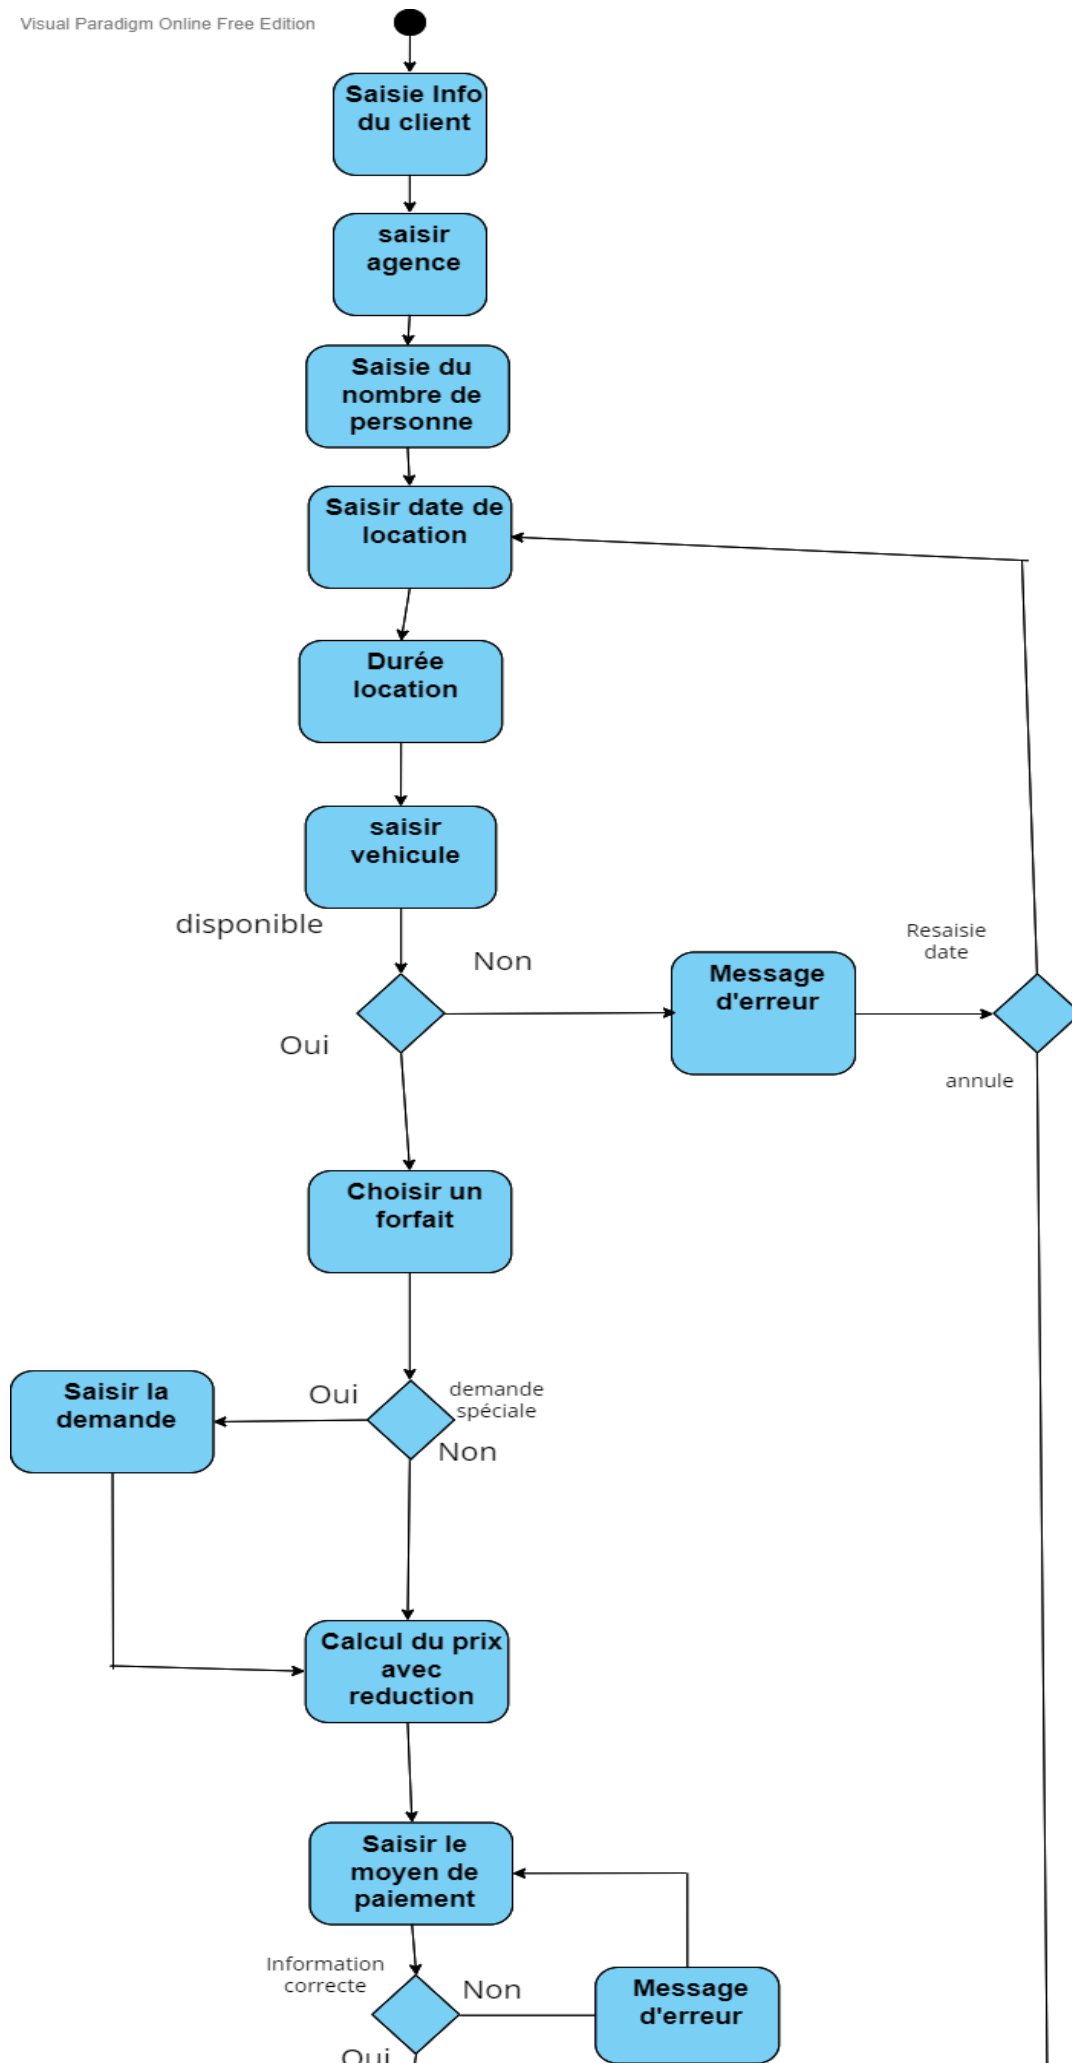 Visual Paradigm Online Free Edition
Saisie Info
du client
saisir
agence
Saisie du
nombre de
personne
Saisir date de
location
Durée
location
saisir
vehicule
disponible
Non
Oui
Message
d'erreur
Resaisie
date
annule
Choisir un
forfait
demande
spéciale
Oui
Non
Saisir la
demande
Calcul du prix
avec
reduction
Saisir le
moyen de
paiement
Information
correcte
Non
Message
d'erreur
Oui